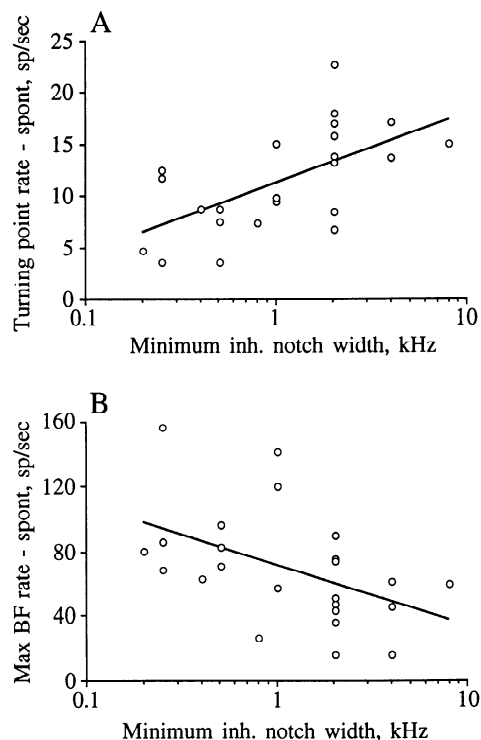 A
Turning point rate - spont, sp/sec
25
20
15
10
5
0
0.1
1
10
Minimum inh. notch width, kHz
B
Max BF rate - spont, sp/sec
160
120
80
40
0
0.1
1
10
Minimum inh. notch width, kHz